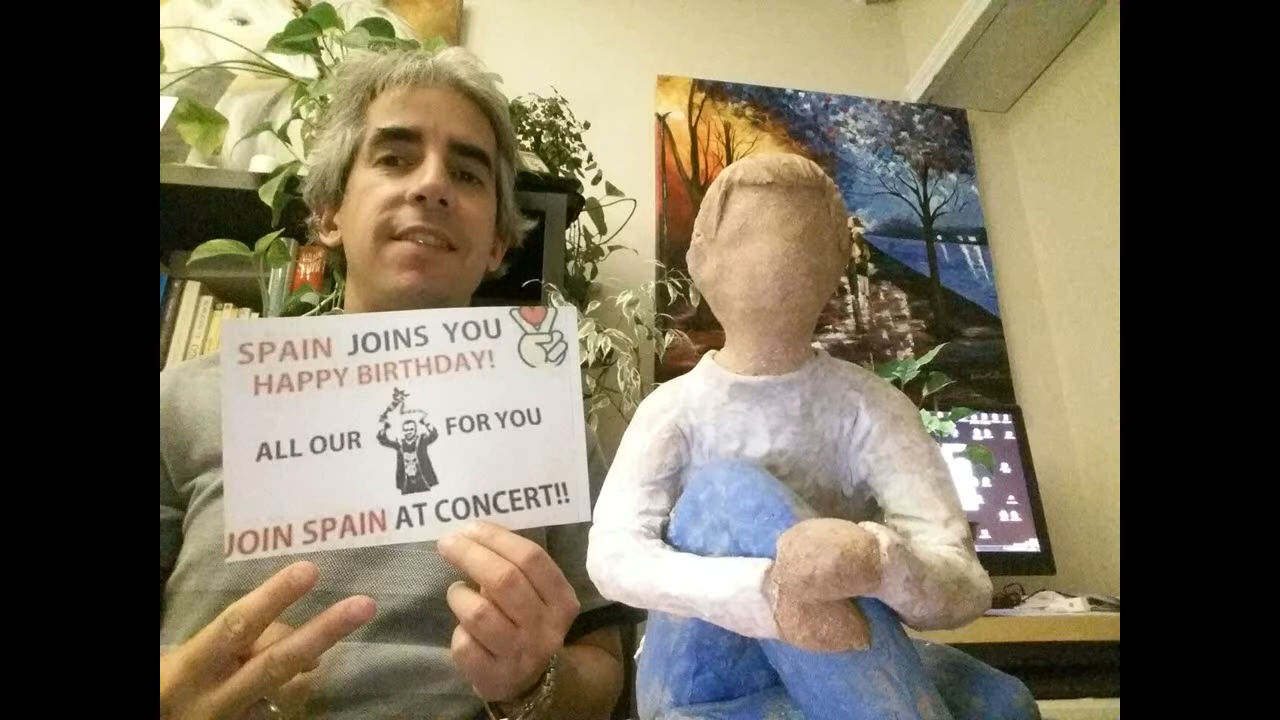 SPAIN JOINS YOU
HAPPY BIRTHDAY!
ALL OUR FOR YOU
JOIN SPAIN AT CONCERT!!